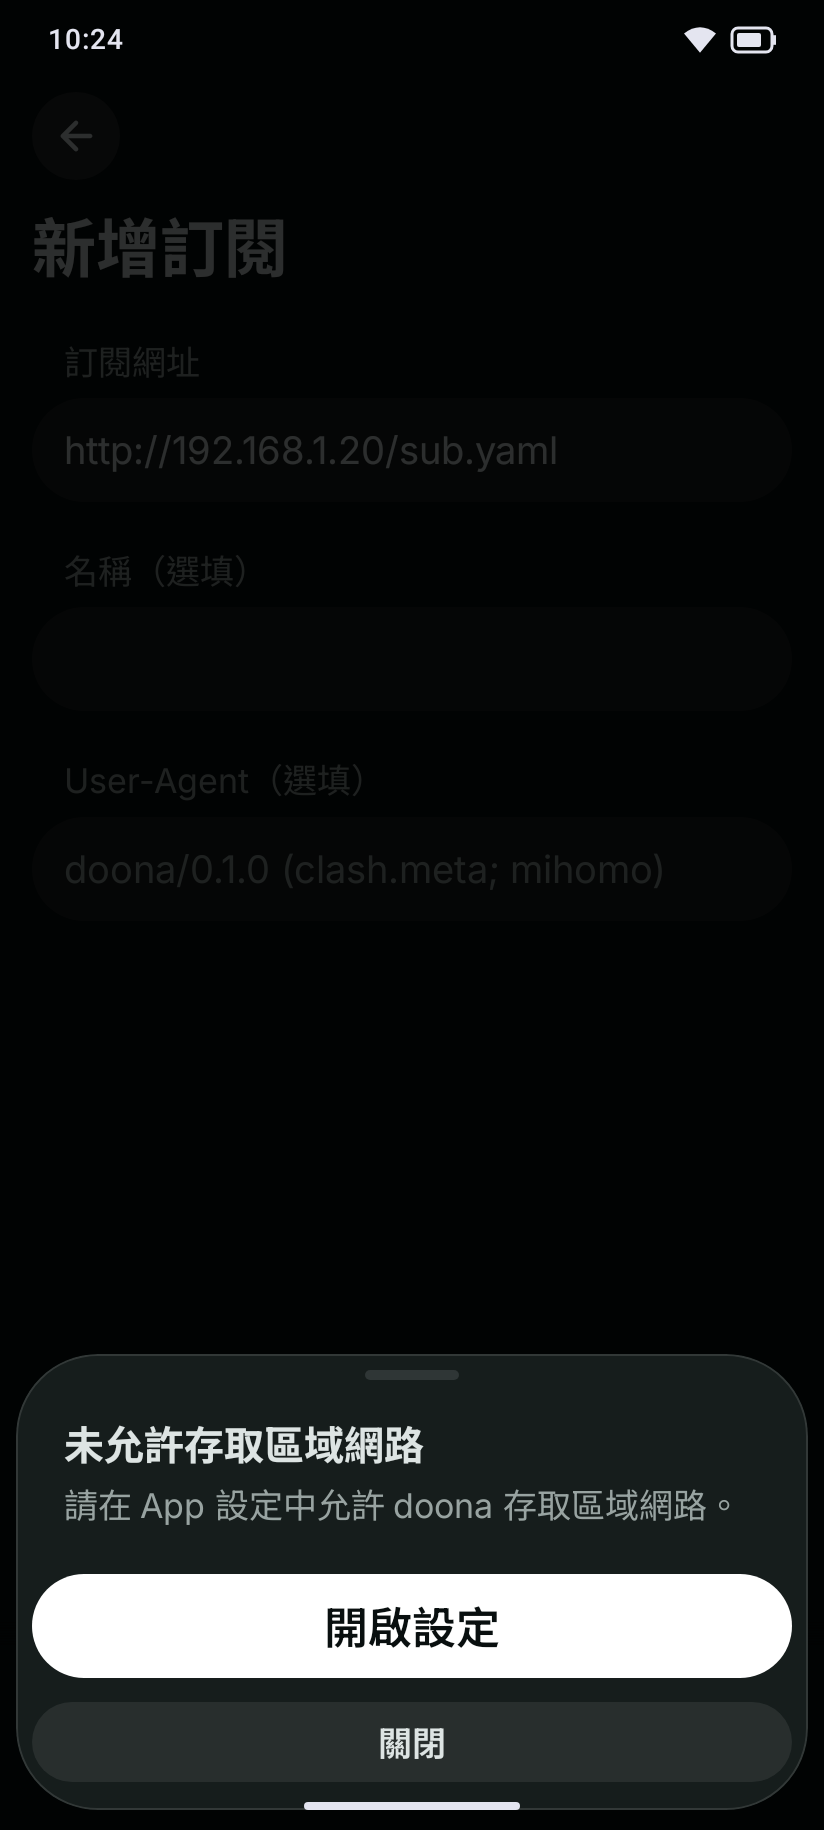 10:24
新增訂閱
訂閱網址
http://192.168.1.20/sub.yaml
名稱（選填）
User-Agent（選填）
doona/0.1.0 (clash.meta; mihomo)
未允許存取區域網路
請在 App 設定中允許 doona 存取區域網路。
開啟設定
關閉